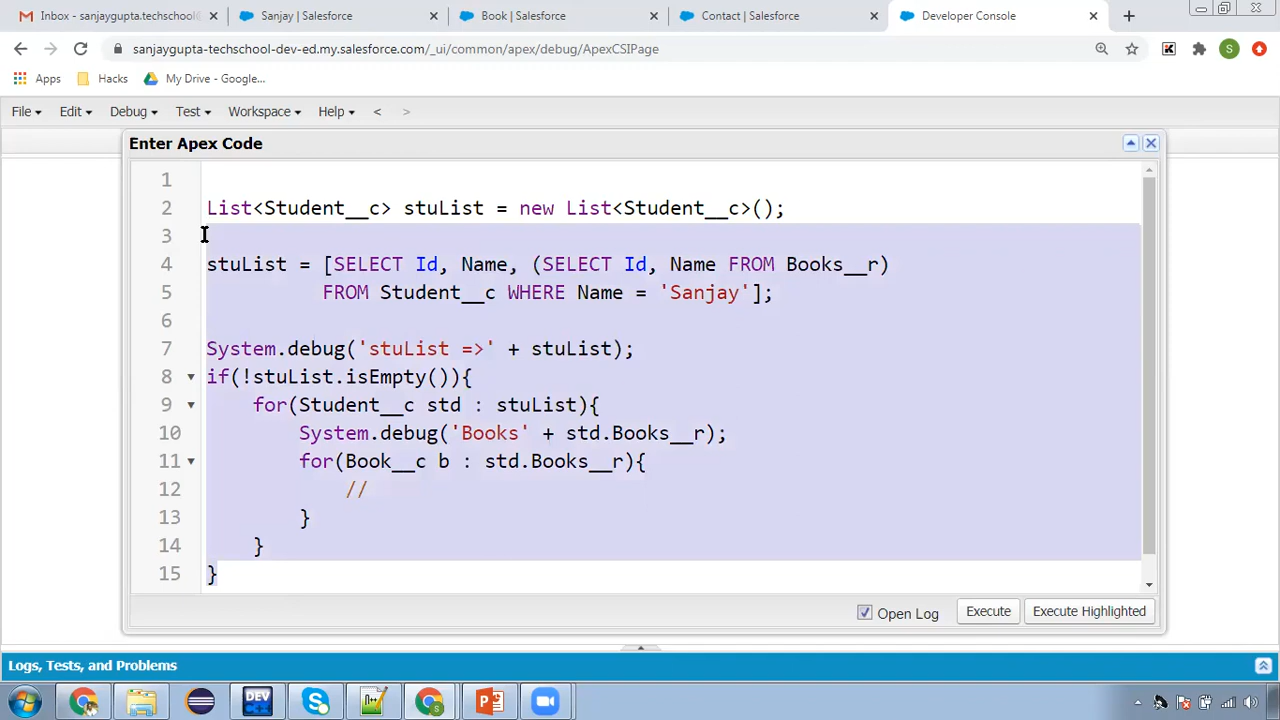 Inbox - sanjaygupta.techschool@ Sanjay | Salesforce Book | Salesforce Contact | Salesforce Developer Console
sanjaygupta-techschool-dev-ed.my.salesforce.com/_ui/common/apex/debug/ApexCSIPage S
Apps Hacks My Drive - Google...
File Edit Debug Test Workspace Help < >
Enter Apex Code
1
2 List<Student__c> stuList = new List<Student__c>();
3
4 stuList = [SELECT Id, Name, (SELECT Id, Name FROM Books__r)
5 FROM Student__c WHERE Name = 'Sanjay'];
6
7 System.debug('stuList =>' + stuList);
8 if(!stuList.isEmpty()){
9 for(Student__c std : stuList){
10 System.debug('Books' + std.Books__r);
11 for(Book__c b : std.Books__r){
12 //
13 }
14 }
15 }
Open Log Execute Execute Highlighted
Logs, Tests, and Problems